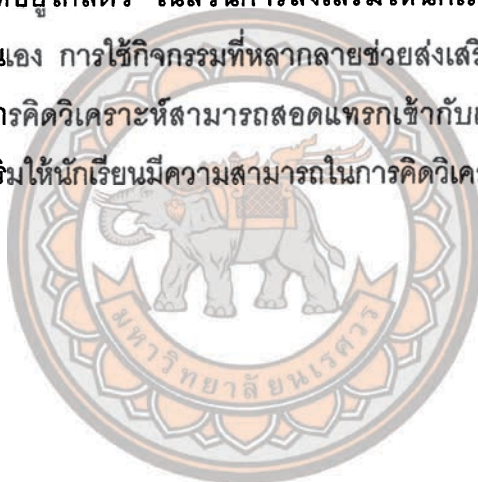 ในส่วนการส่งเสริมให้นัก
นเอง การใช้กิจกรรมที่หลากหลายช่วยส่งเสริ
ารคิดวิเคราะห์สามารถสอดแทรกเข้ากับเ
ริมให้นักเรียนมีความสามารถในการคิดวิเคร
มหาวิทยาลัยนเรศวร